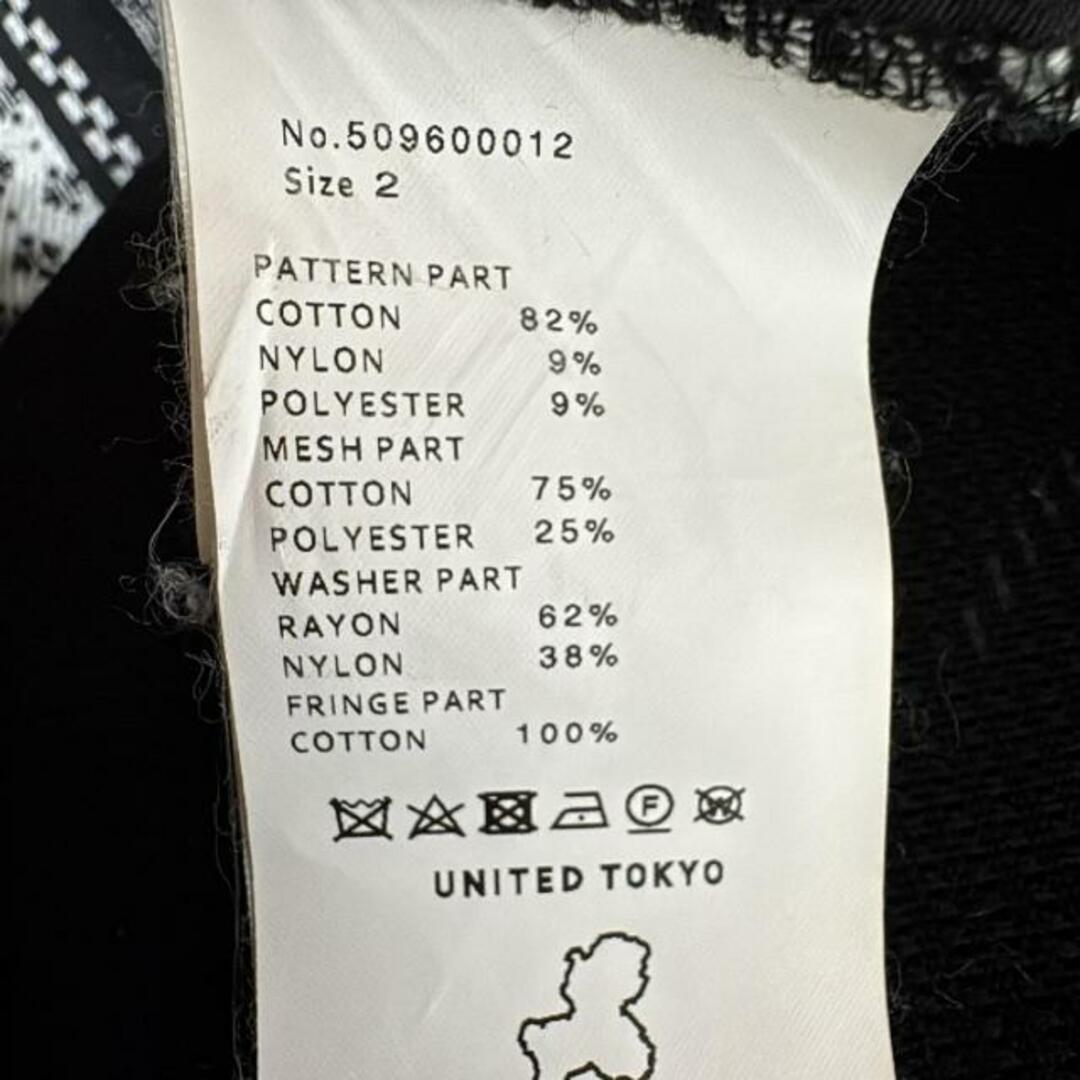 No.509600012
Size 2
PATTERN PART
COTTON 82%
NYLON 9%
POLYESTER 9%
MESH PART
COTTON 75%
POLYESTER 25%
WASHER PART
RAYON 62%
NYLON 38%
FRINGE PART
COTTON 100%
F W
UNITED TOKYO